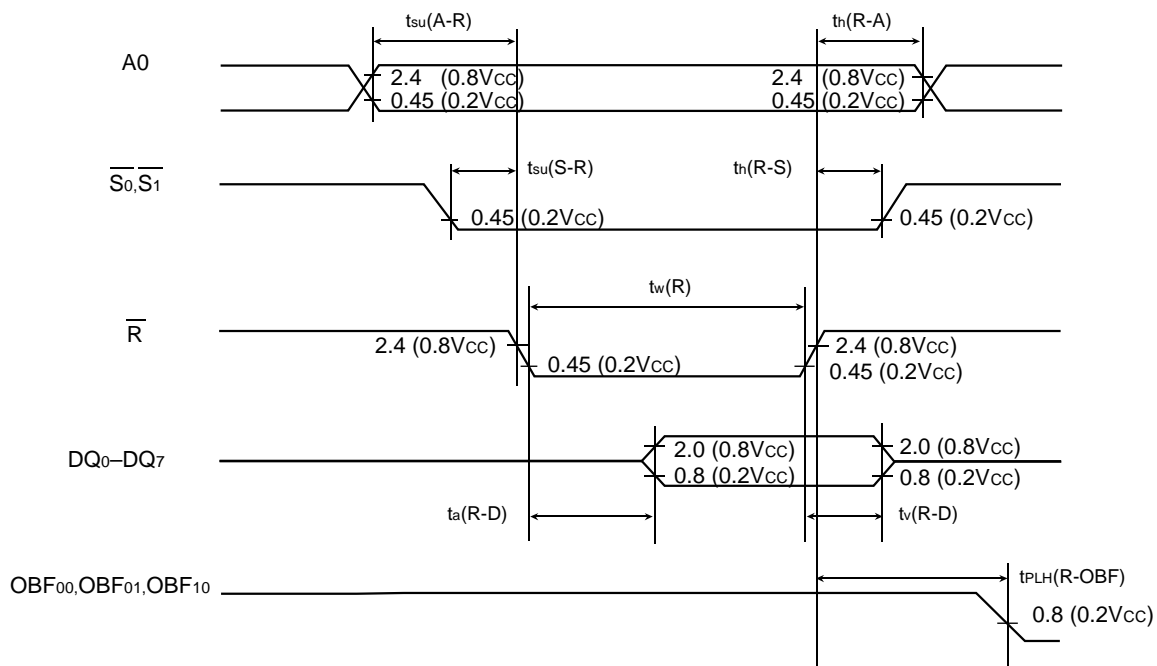 tsu(A-R) th(R-A)
A0
2.4 (0.8VCC) 2.4 (0.8VCC)
0.45 (0.2VCC) 0.45 (0.2VCC)
S0,S1 tsu(S-R) th(R-S)
0.45 (0.2VCC) 0.45 (0.2VCC)
tw(R)
R
2.4 (0.8VCC) 2.4 (0.8VCC)
0.45 (0.2VCC) 0.45 (0.2VCC)
2.0 (0.8VCC) 2.0 (0.8VCC)
DQ0–DQ7
0.8 (0.2VCC) 0.8 (0.2VCC)
ta(R-D) tv(R-D)
tPLH(R-OBF)
OBF00,OBF01,OBF10
0.8 (0.2VCC)